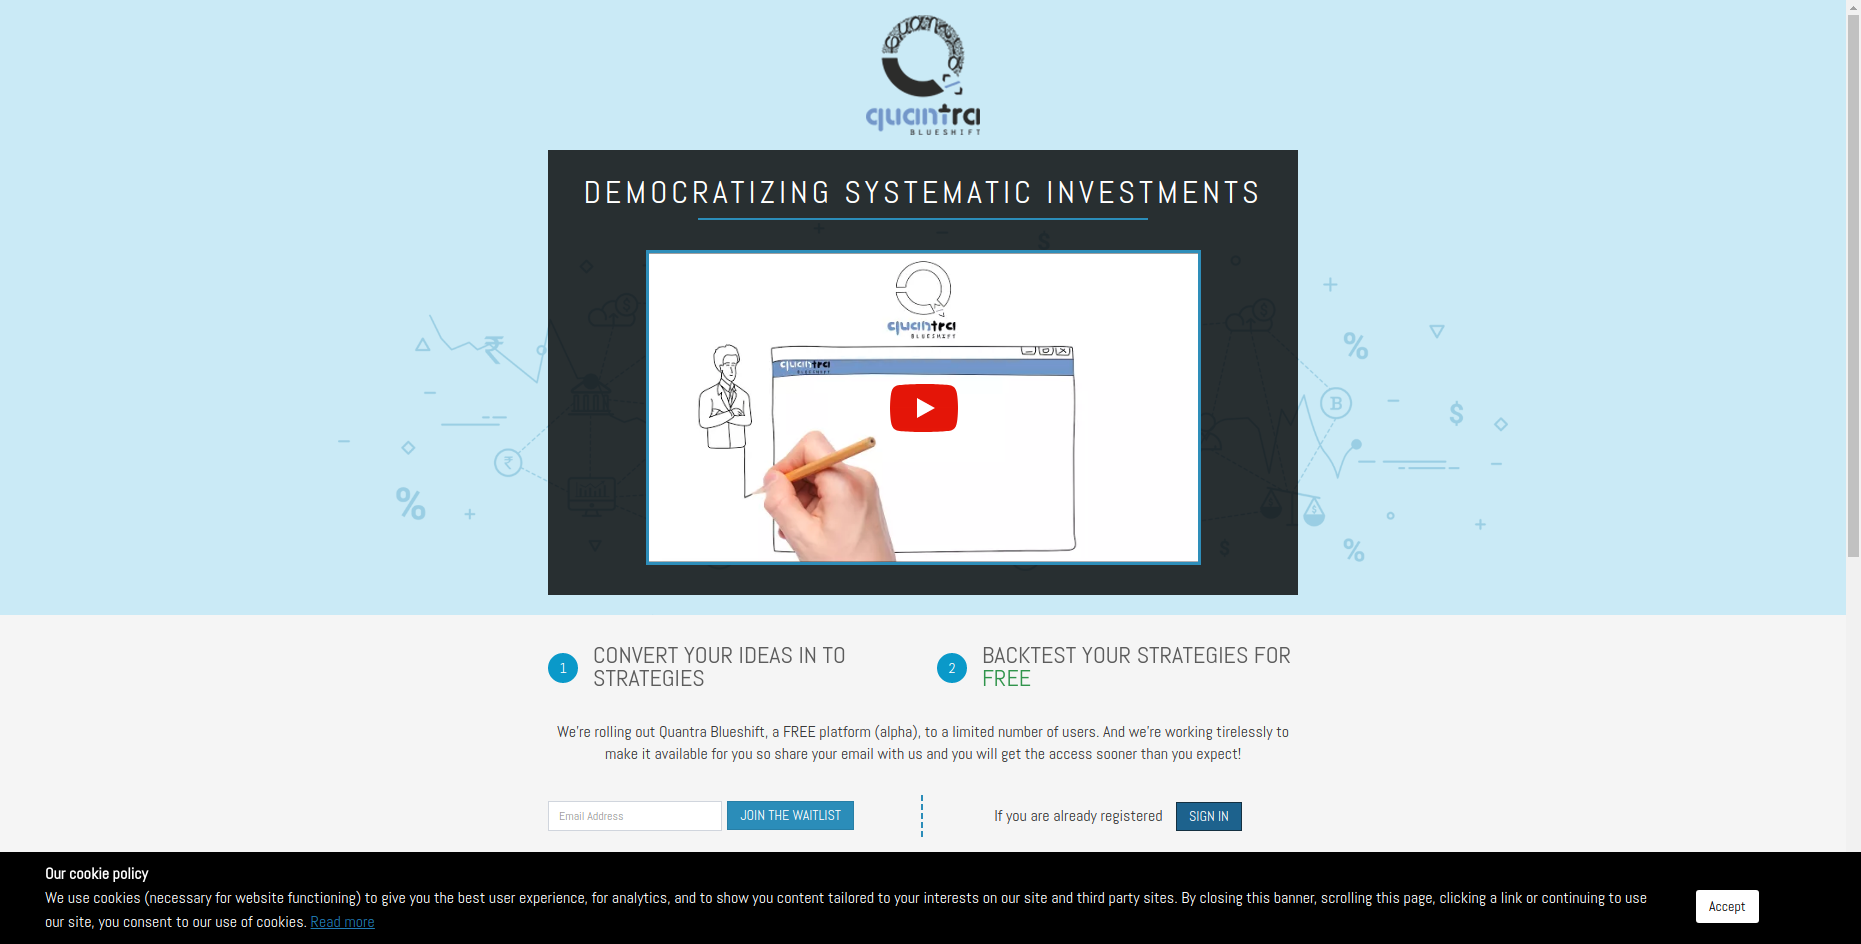 Quantra
quantra
BLUESHIFT
DEMOCRATIZING SYSTEMATIC INVESTMENTS
quantra
BLUESHIFT
quantra
BLUESHIFT
1
CONVERT YOUR IDEAS IN TO
STRATEGIES
2
BACKTEST YOUR STRATEGIES FOR
FREE
We're rolling out Quantra Blueshift, a FREE platform (alpha), to a limited number of users. And we're working tirelessly to
make it available for you so share your email with us and you will get the access sooner than you expect!
Email Address
JOIN THE WAITLIST
If you are already registered
SIGN IN
Our cookie policy
We use cookies (necessary for website functioning) to give you the best user experience, for analytics, and to show you content tailored to your interests on our site and third party sites. By closing this banner, scrolling this page, clicking a link or continuing to use
our site, you consent to our use of cookies. Read more
Accept